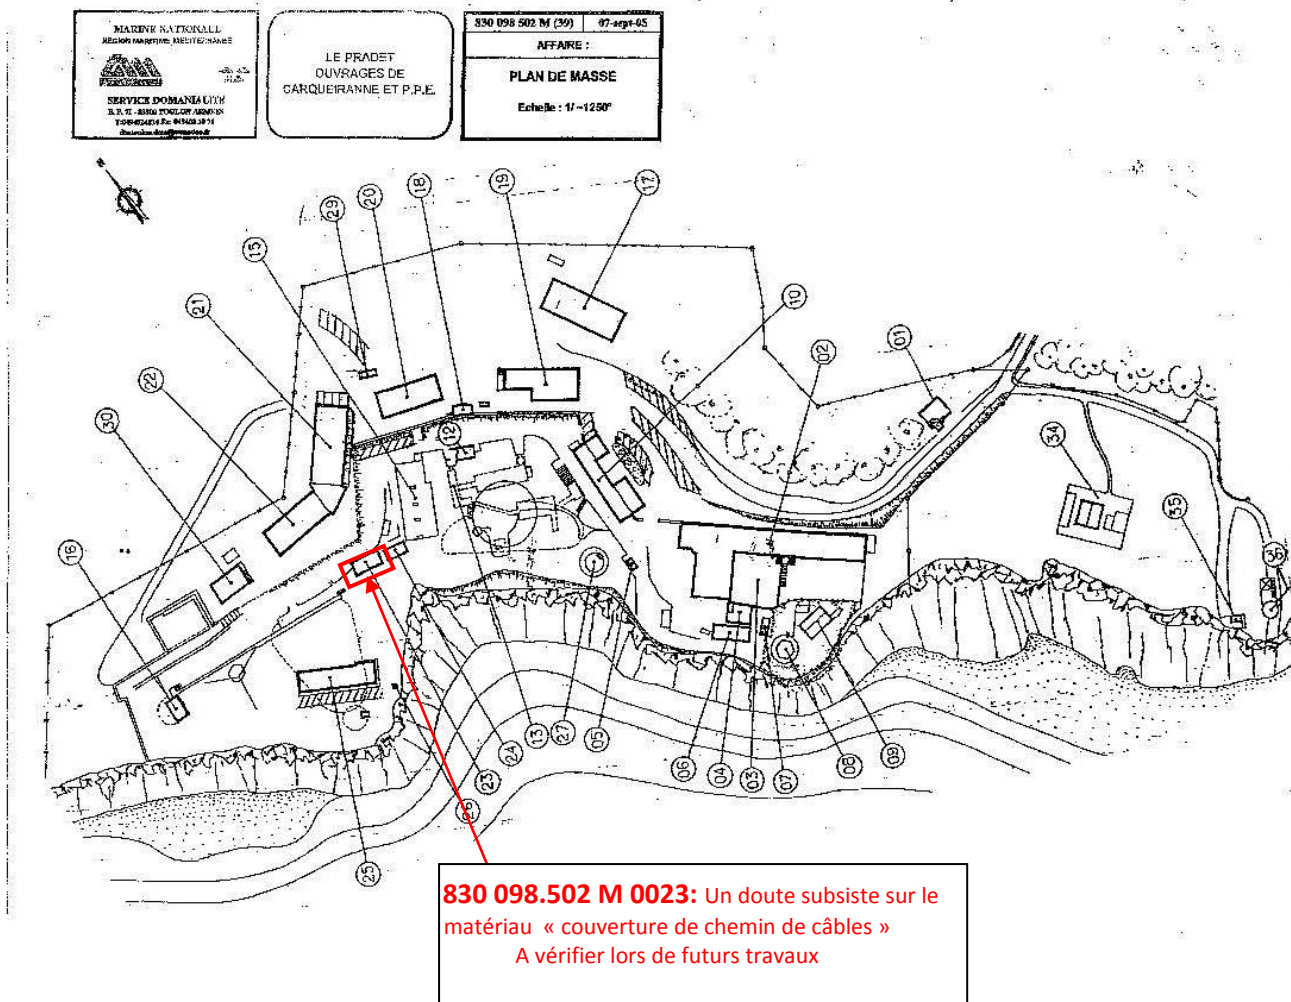 MARINE NATIONALE
REGION MARITIME MEDITERRANEE
SERVICE DOMANIALITE
LE PRADET
OUVRAGES DE
CARQUEIRANNE ET P.P.E.
830 098 502 M (39) 07-sept-05
AFFAIRE :
PLAN DE MASSE
Echelle : 1/~1250°
18
19
17
20
29
15
21
10
01
02
22
30
12
34
35
16
36
24
13
27
05
23
06
04
03
07
08
09
25
830 098.502 M 0023: Un doute subsiste sur le
matériau « couverture de chemin de câbles »
A vérifier lors de futurs travaux